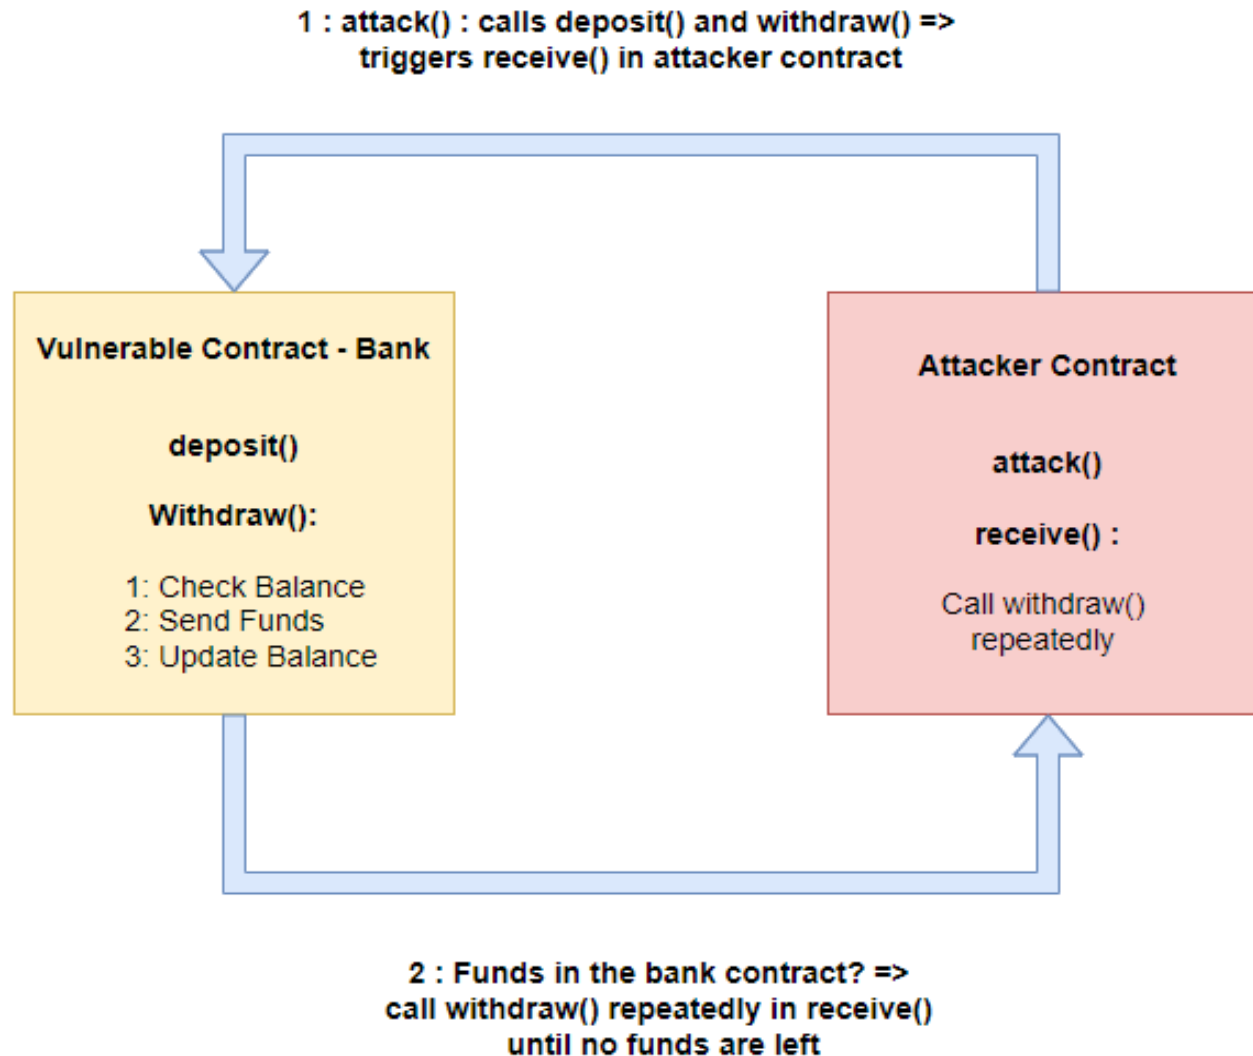 1 : attack() : calls deposit() and withdraw() =>
triggers receive() in attacker contract
Vulnerable Contract - Bank
deposit()
Withdraw():
1: Check Balance
2: Send Funds
3: Update Balance
Attacker Contract
attack()
receive() :
Call withdraw()
repeatedly
2 : Funds in the bank contract? =>
call withdraw() repeatedly in receive()
until no funds are left